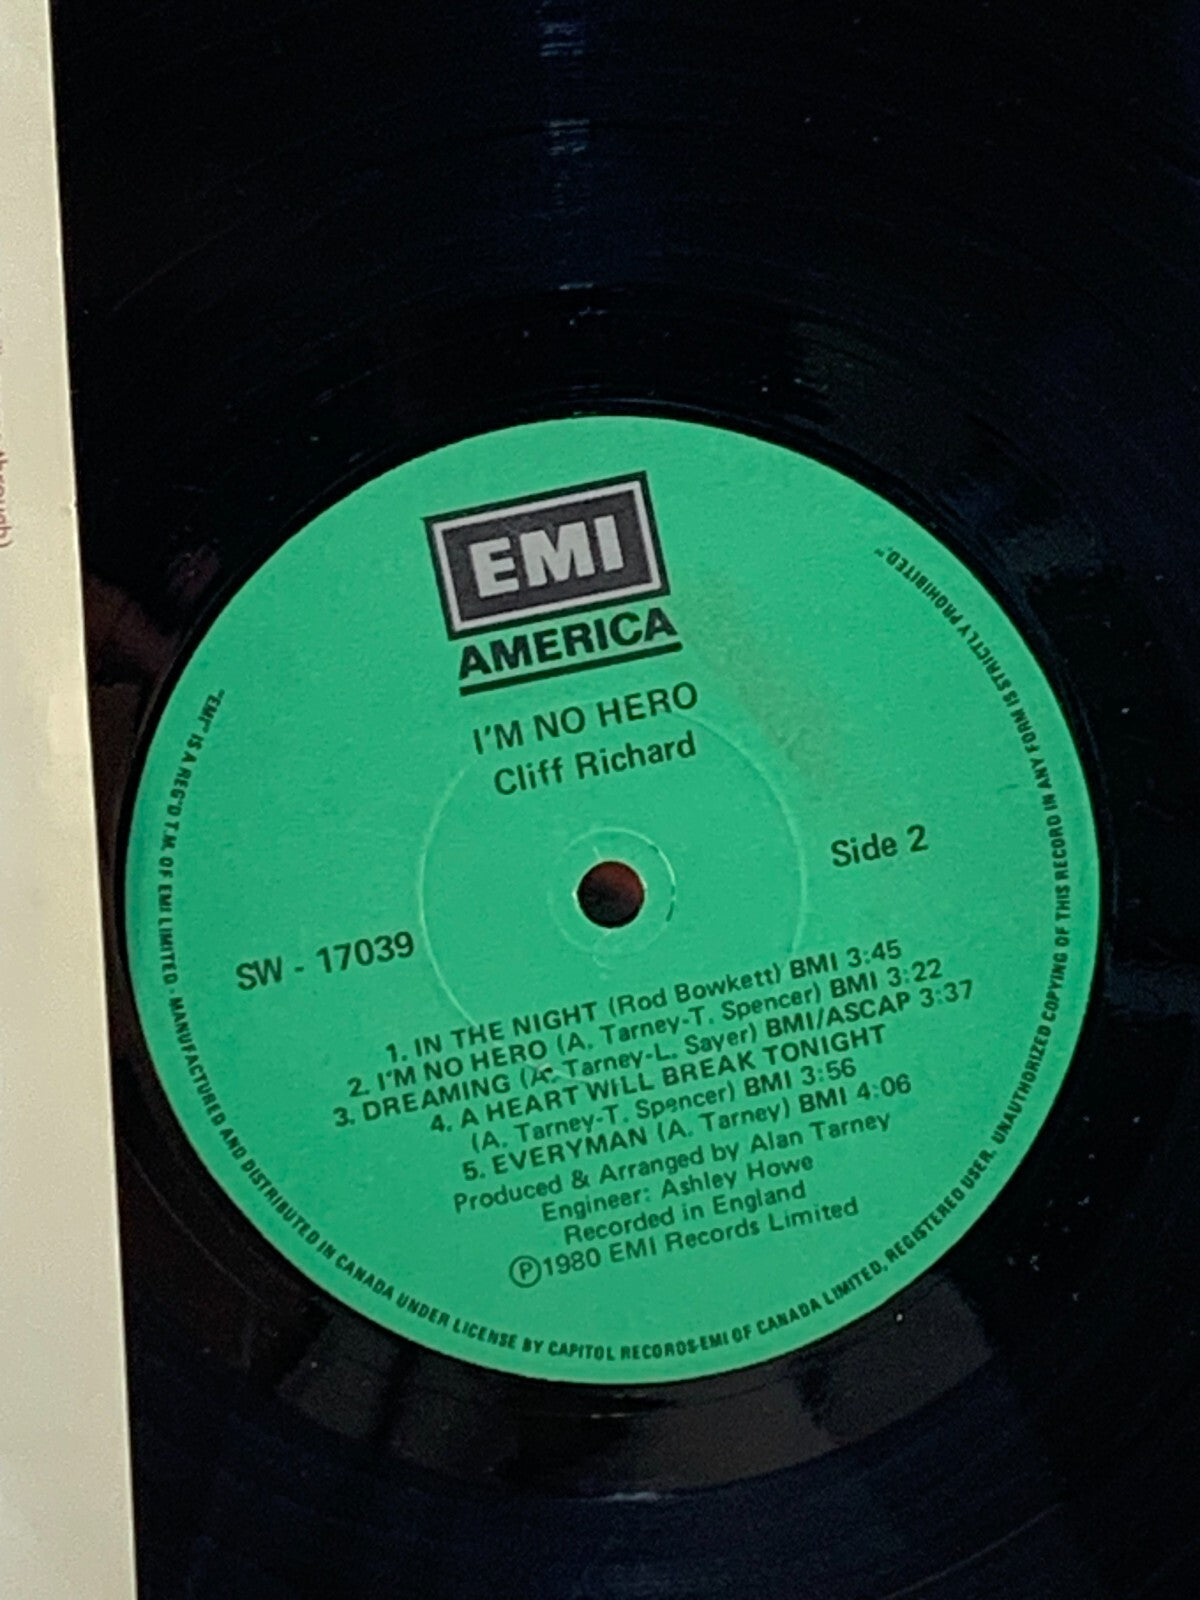 EMI
AMERICA
I'M NO HERO
Cliff Richard
Side 2
SW - 17039
1. IN THE NIGHT (Rod Bowkett) BMI 3:45
2. I'M NO HERO (A. Tarney-T. Spencer) BMI 3:22
3. DREAMING (A. Tarney-L. Sayer) BMI/ASCAP 3:37
4. A HEART WILL BREAK TONIGHT
(A. Tarney-T. Spencer) BMI 3:56
5. EVERYMAN (A. Tarney) BMI 4:06
Produced & Arranged by Alan Tarney
Engineer: Ashley Howe
Recorded in England
Ⓟ1980 EMI Records Limited
"EMI" IS A REG'D T.M. OF EMI LIMITED · MANUFACTURED AND DISTRIBUTED IN CANADA UNDER LICENSE BY CAPITOL RECORDS-EMI OF CANADA LIMITED, REGISTERED USER. UNAUTHORIZED COPYING OF THIS RECORD IN ANY FORM IS STRICTLY PROHIBITED."
through)